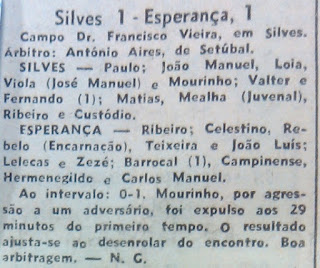 Silves 1 - Esperança, 1
Campo Dr. Francisco Vieira, em Silves.
Árbitro: António Aires, de Setúbal.
SILVES — Paulo; João Manuel, Loia,
Viola (José Manuel) e Mourinho; Valter e
Fernando (1); Matias, Mealha (Juvenal),
Ribeiro e Custódio.
ESPERANÇA — Ribeiro; Celestino, Re-
belo (Encarnação), Teixeira e João Luís;
Lelecas e Zezé; Barrocal (1), Campinense,
Hermenegildo e Carlos Manuel.
Ao intervalo: 0-1. Mourinho, por agres-
são a um adversário, foi expulso aos 29
minutos do primeiro tempo. O resultado
ajusta-se ao desenrolar do encontro. Boa
arbitragem. — N. C.